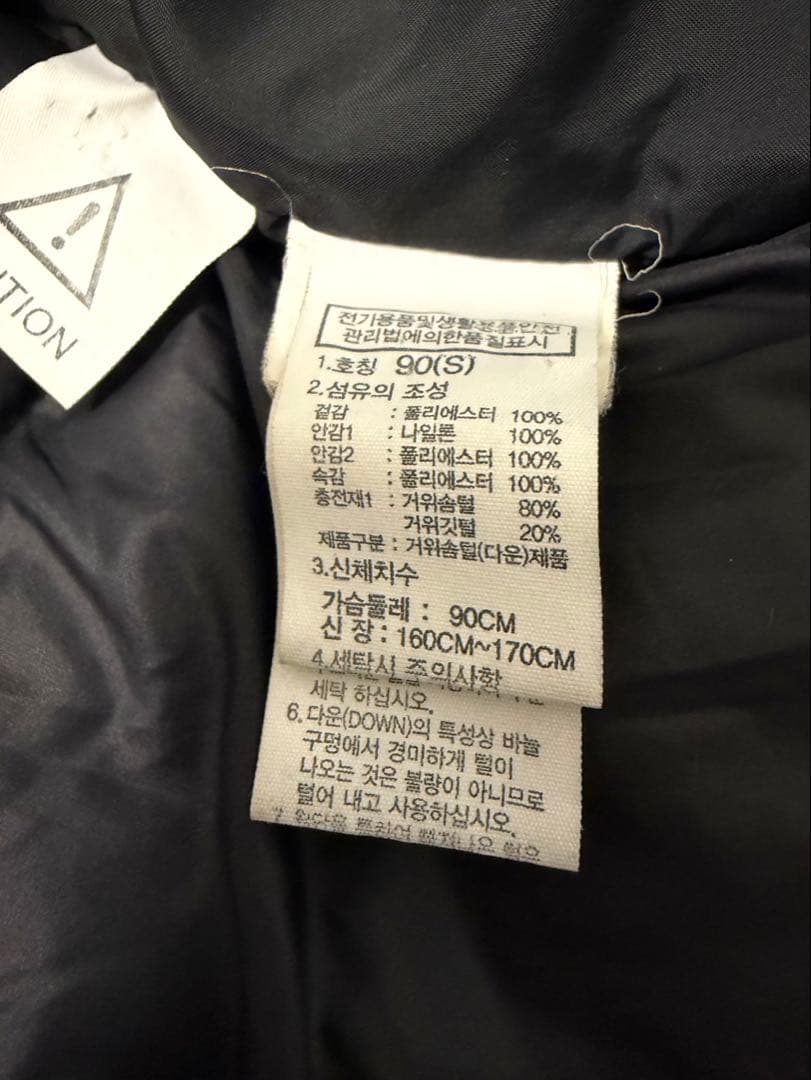 !
TION
전기용품및생활용품안전
관리법에의한품질표시
1.호칭 90(S)
2.섬유의 조성
겉감 : 폴리에스터 100%
안감1 : 나일론 100%
안감2 : 폴리에스터 100%
속감 : 폴리에스터 100%
충전재1 : 거위솜털 80%
거위깃털 20%
제품구분 : 거위솜털(다운)제품
3.신체치수
가슴둘레 : 90CM
신 장 : 160CM~170CM
4.세탁시 주의사항
세탁 하십시오.
6.다운(DOWN)의 특성상 바늘
구멍에서 경미하게 털이
나오는 것은 불량이 아니므로
털어 내고 사용하십시오.